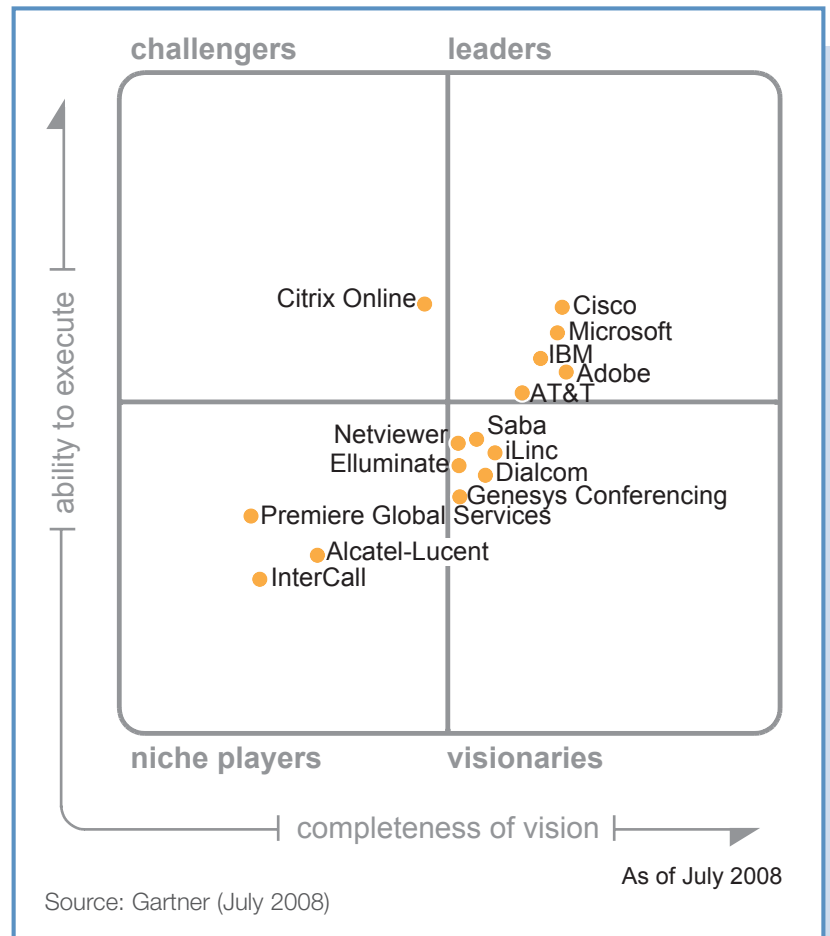 challengers
leaders
Citrix Online
Cisco
Microsoft
IBM
Adobe
AT&T
ability to execute
Saba
Netviewer
iLinc
Elluminate
Dialcom
Genesys Conferencing
Premiere Global Services
Alcatel-Lucent
InterCall
niche players
visionaries
completeness of vision
As of July 2008
Source: Gartner (July 2008)